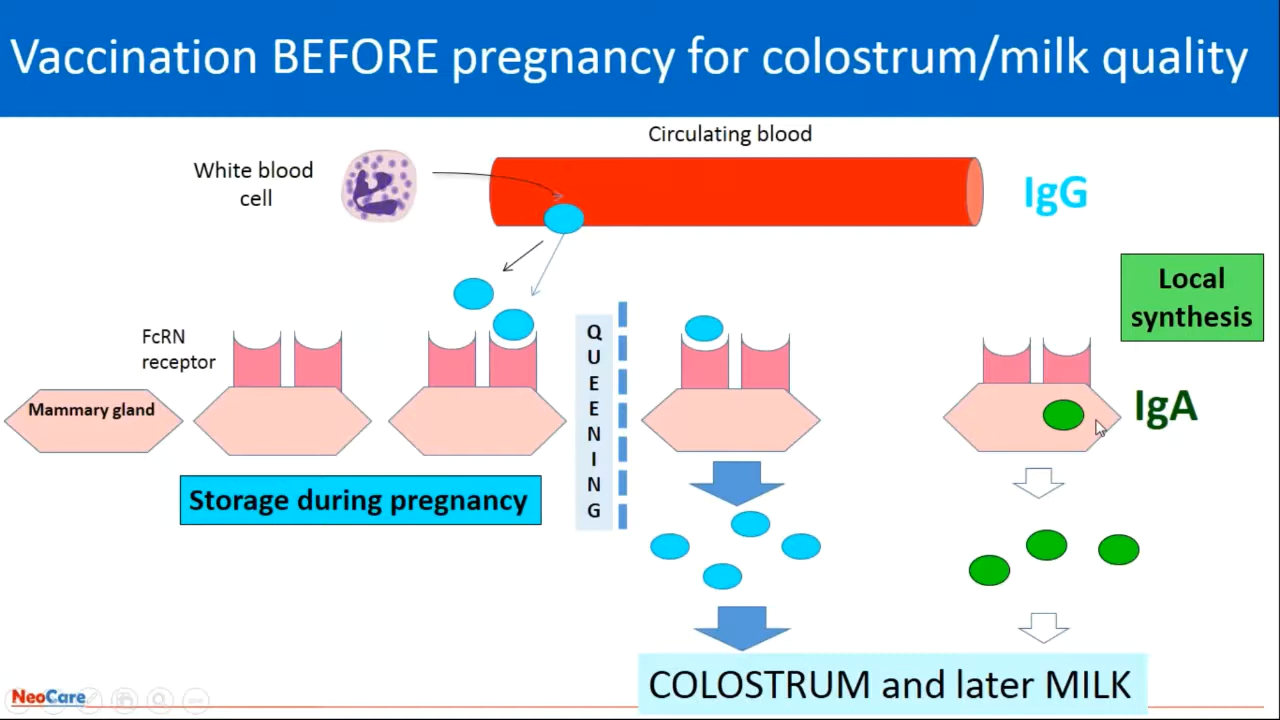 Vaccination BEFORE pregnancy for colostrum/milk quality
Circulating blood
White blood
cell
IgG
Local
synthesis
FcRN
receptor
Mammary gland
QUEENING
IgA
Storage during pregnancy
COLOSTRUM and later MILK
NeoCare